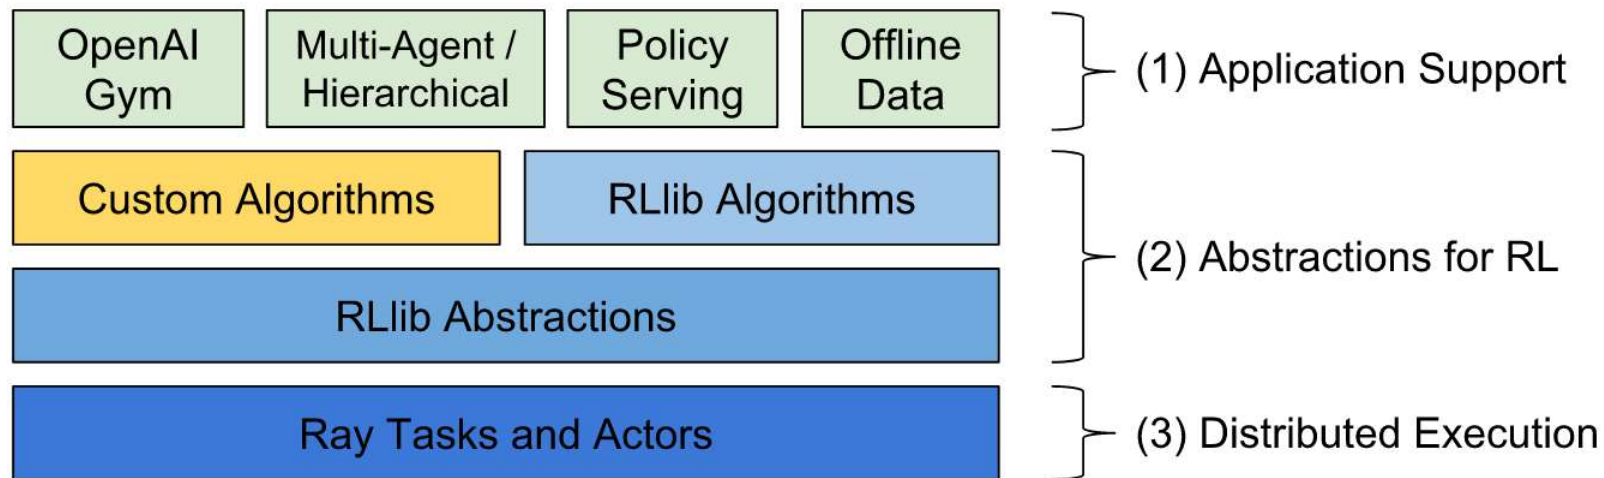 OpenAI
Gym
Multi-Agent /
Hierarchical
Policy
Serving
Offline
Data
(1) Application Support
Custom Algorithms
RLlib Algorithms
(2) Abstractions for RL
RLlib Abstractions
Ray Tasks and Actors
(3) Distributed Execution